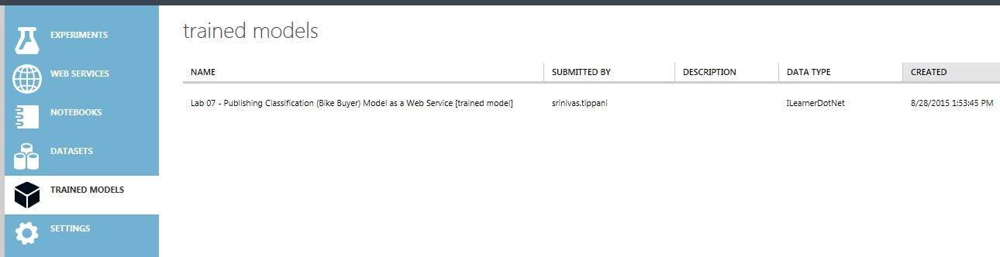 EXPERIMENTS
WEB SERVICES
NOTEBOOKS
DATASETS
TRAINED MODELS
SETTINGS
trained models
NAME SUBMITTED BY DESCRIPTION DATA TYPE CREATED
Lab 07 - Publishing Classification (Bike Buyer) Model as a Web Service [trained model] srinivas.tippani ILearnerDotNet 8/28/2015 1:53:45 PM